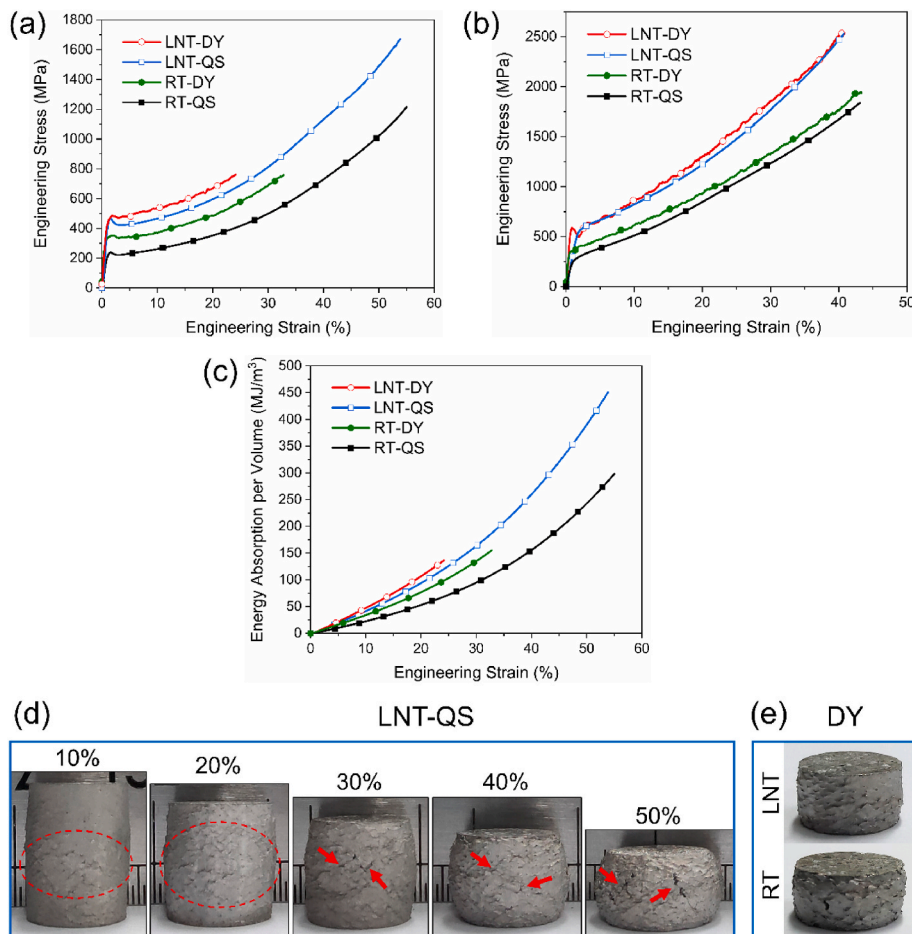 (a)
LNT-DY
LNT-QS
RT-DY
RT-QS
Engineering Stress (MPa)
1800
1600
1400
1200
1000
800
600
400
200
0
0 10 20 30 40 50 60
Engineering Strain (%)
(b)
LNT-DY
LNT-QS
RT-DY
RT-QS
Engineering Stress (MPa)
2500
2000
1500
1000
500
0
0 10 20 30 40 50
Engineering Strain (%)
(c)
LNT-DY
LNT-QS
RT-DY
RT-QS
Energy Absorption per Volume (MJ/m³)
500
450
400
350
300
250
200
150
100
50
0
0 10 20 30 40 50 60
Engineering Strain (%)
(d)
LNT-QS
10%
20%
30%
40%
50%
(e)
DY
LNT
RT